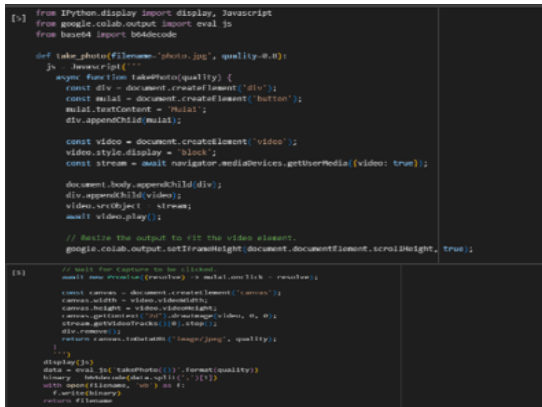 [5]
from IPython.display import display, Javascript
from google.colab.output import eval_js
from base64 import b64decode
def take_photo(filename='photo.jpg', quality=0.8):
js = Javascript('''
async function takePhoto(quality) {
const div = document.createElement('div');
const mulai = document.createElement('button');
mulai.textContent = 'Mulai';
div.appendChild(mulai);
const video = document.createElement('video');
video.style.display = 'block';
const stream = await navigator.mediaDevices.getUserMedia({video: true});
document.body.appendChild(div);
div.appendChild(video);
video.srcObject = stream;
await video.play();
// Resize the output to fit the video element.
google.colab.output.setIframeHeight(document.documentElement.scrollHeight, true);
[5]
// Wait for Capture to be clicked.
await new Promise((resolve) => mulai.onclick = resolve);
const canvas = document.createElement('canvas');
canvas.width = video.videoWidth;
canvas.height = video.videoHeight;
canvas.getContext('2d').drawImage(video, 0, 0);
stream.getVideoTracks()[0].stop();
div.remove();
return canvas.toDataURL('image/jpeg', quality);
}
''')
display(js)
data = eval_js('takePhoto({})'.format(quality))
binary = b64decode(data.split(',')[1])
with open(filename, 'wb') as f:
f.write(binary)
return filename